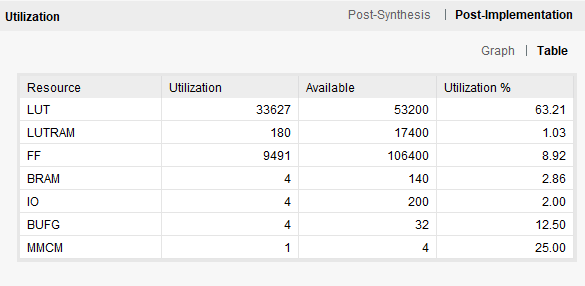 Utilization Post-Synthesis | Post-Implementation
Graph | Table
Resource Utilization Available Utilization %
LUT 33627 53200 63.21
LUTRAM 180 17400 1.03
FF 9491 106400 8.92
BRAM 4 140 2.86
IO 4 200 2.00
BUFG 4 32 12.50
MMCM 1 4 25.00